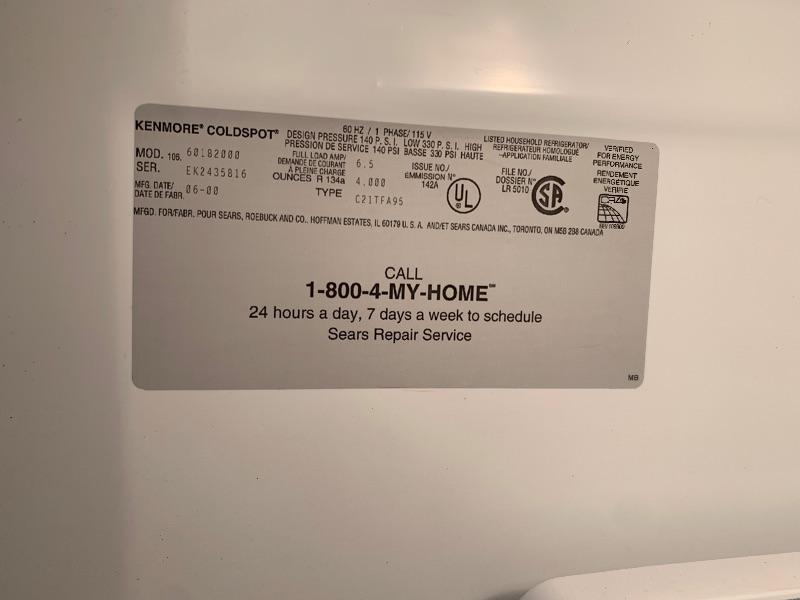 KENMORE® COLDSPOT®
60 HZ / 1 PHASE/ 115 V
DESIGN PRESSURE 140 P. S. I. LOW 330 P. S. I. HIGH
PRESSION DE SERVICE 140 PSI BASSE 330 PSI HAUTE
LISTED HOUSEHOLD REFRIGERATOR/
REFRIGERATEUR HOMOLOGUÉ
-APPLICATION FAMILIALE
VERIFIED
FOR ENERGY
PERFORMANCE
RENDEMENT
ENERGÉTIQUE
VERIFIE
MOD. 106. 60182000
SER. EK2435816
MFG. DATE/
DATE DE FABR. 06-00
FULL LOAD AMP/
DEMANDE DE COURANT
À PLEINE CHARGE 6.5
OUNCES R 134a 4.000
TYPE C21TFA95
ISSUE NO./
ÉMMISSION N°
142A
UL
FILE NO./
DOSSIER N°
LR 5010
SA
MFGD. FOR/FABR. POUR SEARS, ROEBUCK AND CO., HOFFMAN ESTATES, IL 60179 U. S. A. AND/ET SEARS CANADA INC., TORONTO, ON M5B 2B8 CANADA
CALL
1-800-4-MY-HOME℠
24 hours a day, 7 days a week to schedule
Sears Repair Service
MB